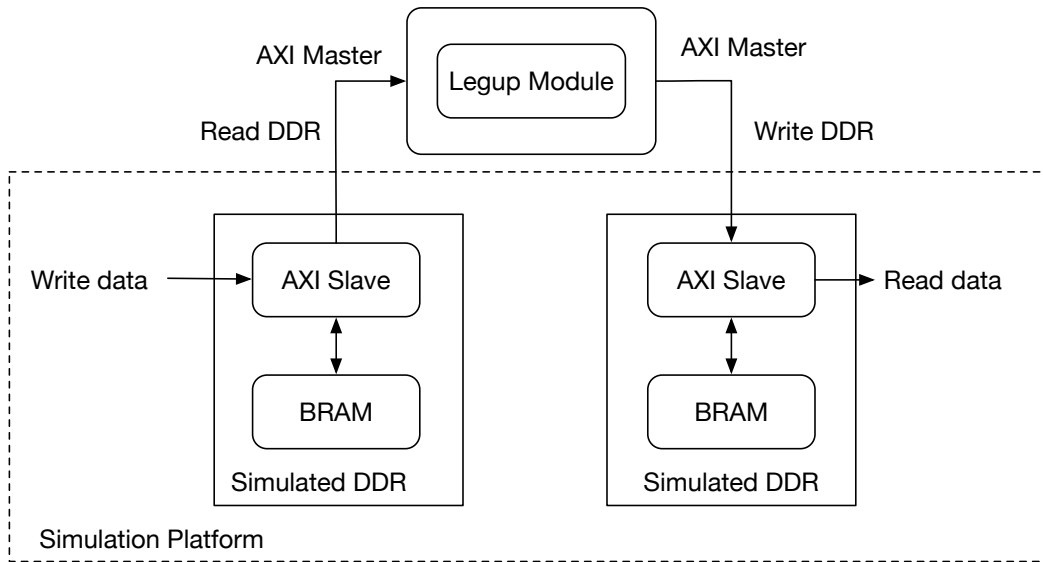 AXI Master
Legup Module
AXI Master
Read DDR
Write DDR
Write data
AXI Slave
AXI Slave
Read data
BRAM
BRAM
Simulated DDR
Simulated DDR
Simulation Platform